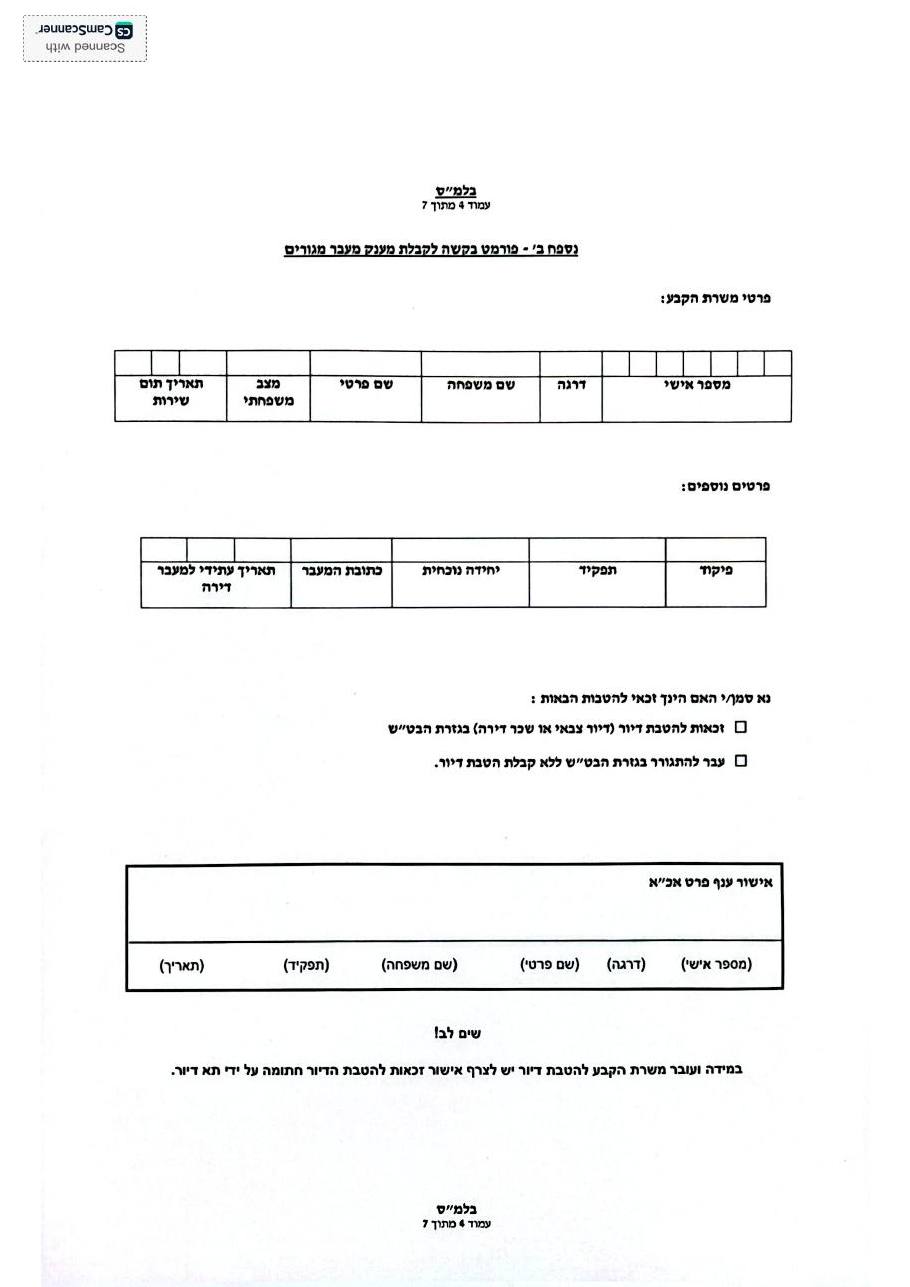 Scanned with
CamScanner
בלמ"ס
עמוד 4 מתוך 7
נספח ב' - פורמט בקשה לקבלת מענק מעבר מגורים
פרטי משרת הקבע:
מספר אישי דרגה שם משפחה שם פרטי מצב משפחתי תאריך תום שירות
פרטים נוספים:
פיקוד תפקיד יחידה נוכחית כתובת המעבר תאריך עתידי למעבר דירה
נא סמן/י האם הינך זכאי להטבות הבאות :
זכאות להטבת דיור (דיור צבאי או שכר דירה) בגזרת הבט"ש
עבר להתגורר בגזרת הבט"ש ללא קבלת הטבת דיור.
אישור ענף פרט אכ"א
(מספר אישי) (דרגה) (שם פרטי) (שם משפחה) (תפקיד) (תאריך)
שים לב!
במידה ועובר משרת הקבע להטבת דיור יש לצרף אישור זכאות להטבת הדיור חתומה על ידי תא דיור.
בלמ"ס
עמוד 4 מתוך 7